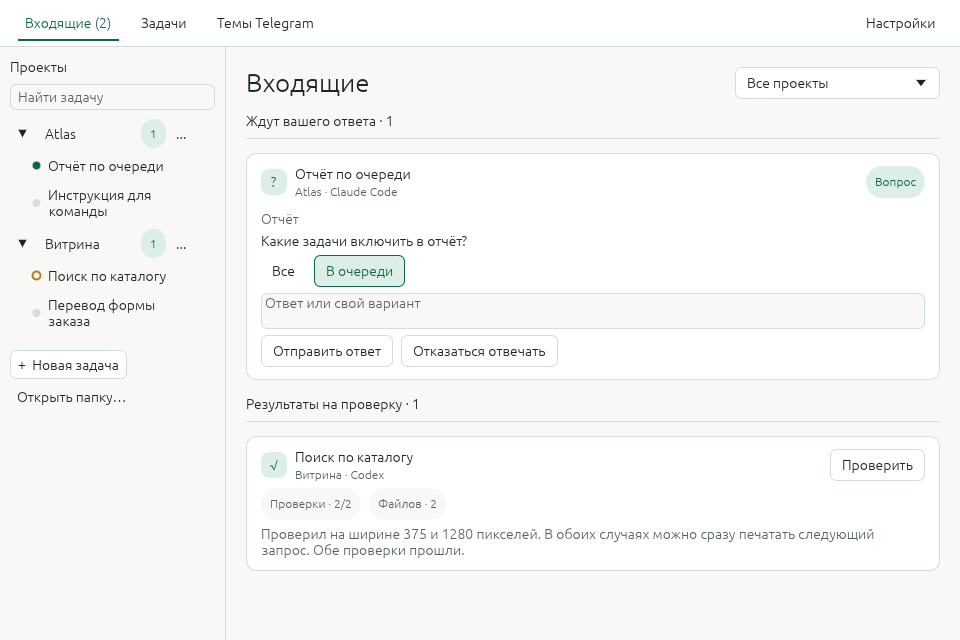 Входящие (2) Задачи Темы Telegram Настройки
Проекты
Найти задачу
▼ Atlas 1 ...
Отчёт по очереди
Инструкция для
команды
▼ Витрина 1 ...
Поиск по каталогу
Перевод формы
заказа
+ Новая задача
Открыть папку...
Входящие
Все проекты ▼
Ждут вашего ответа · 1
? Отчёт по очереди
Atlas · Claude Code
Вопрос
Отчёт
Какие задачи включить в отчёт?
Все В очереди
Ответ или свой вариант
Отправить ответ Отказаться отвечать
Результаты на проверку · 1
√ Поиск по каталогу
Витрина · Codex
Проверить
Проверки · 2/2 Файлов · 2
Проверил на ширине 375 и 1280 пикселей. В обоих случаях можно сразу печатать следующий
запрос. Обе проверки прошли.